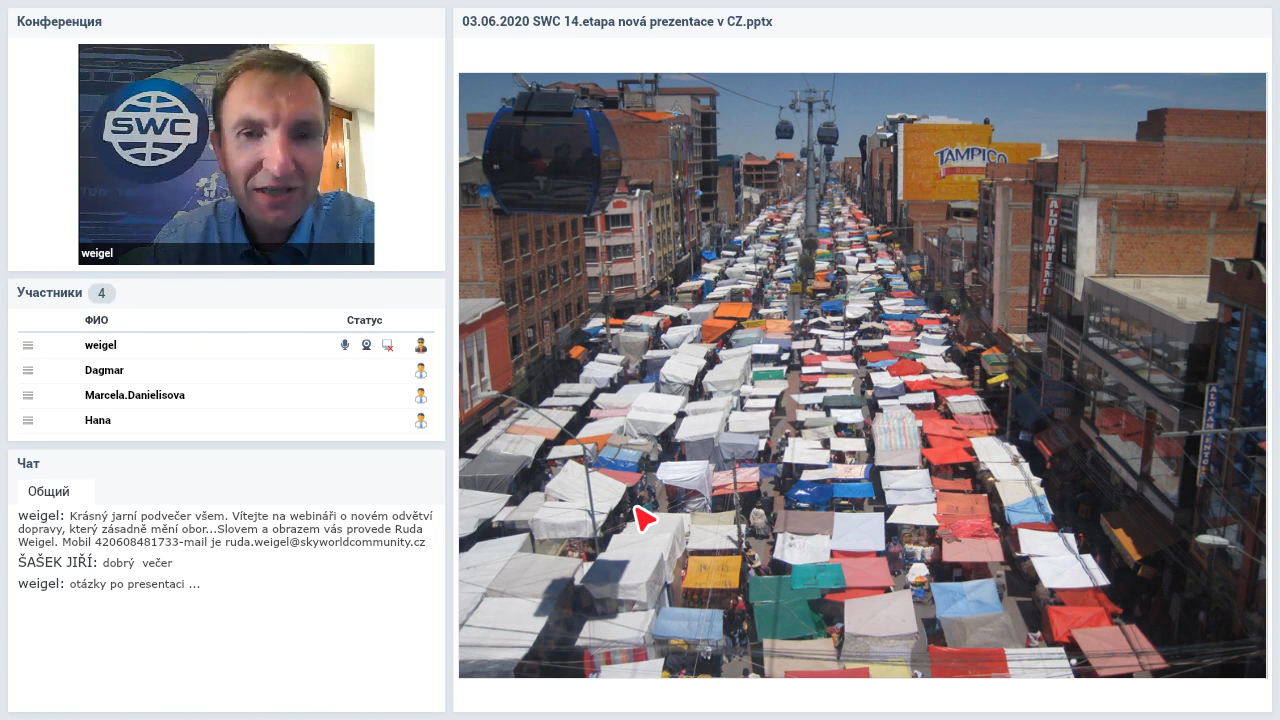 Конференция
SWC
weigel
Участники 4
ФИО Статус
weigel
Dagmar
Marcela.Danielisova
Hana
Чат
Общий
weigel: Krásný jarní podvečer všem. Vítejte na webináři o novém odvětví
dopravy, který zásadně mění obor...Slovem a obrazem vás provede Ruda
Weigel. Mobil 420608481733-mail je ruda.weigel@skyworldcommunity.cz
ŠAŠEK JIŘÍ: dobrý večer
weigel: otázky po presentaci ...
03.06.2020 SWC 14.etapa nová prezentace v CZ.pptx
TAMPICO
ALOJAMIENTO
ALOJAMIENTO